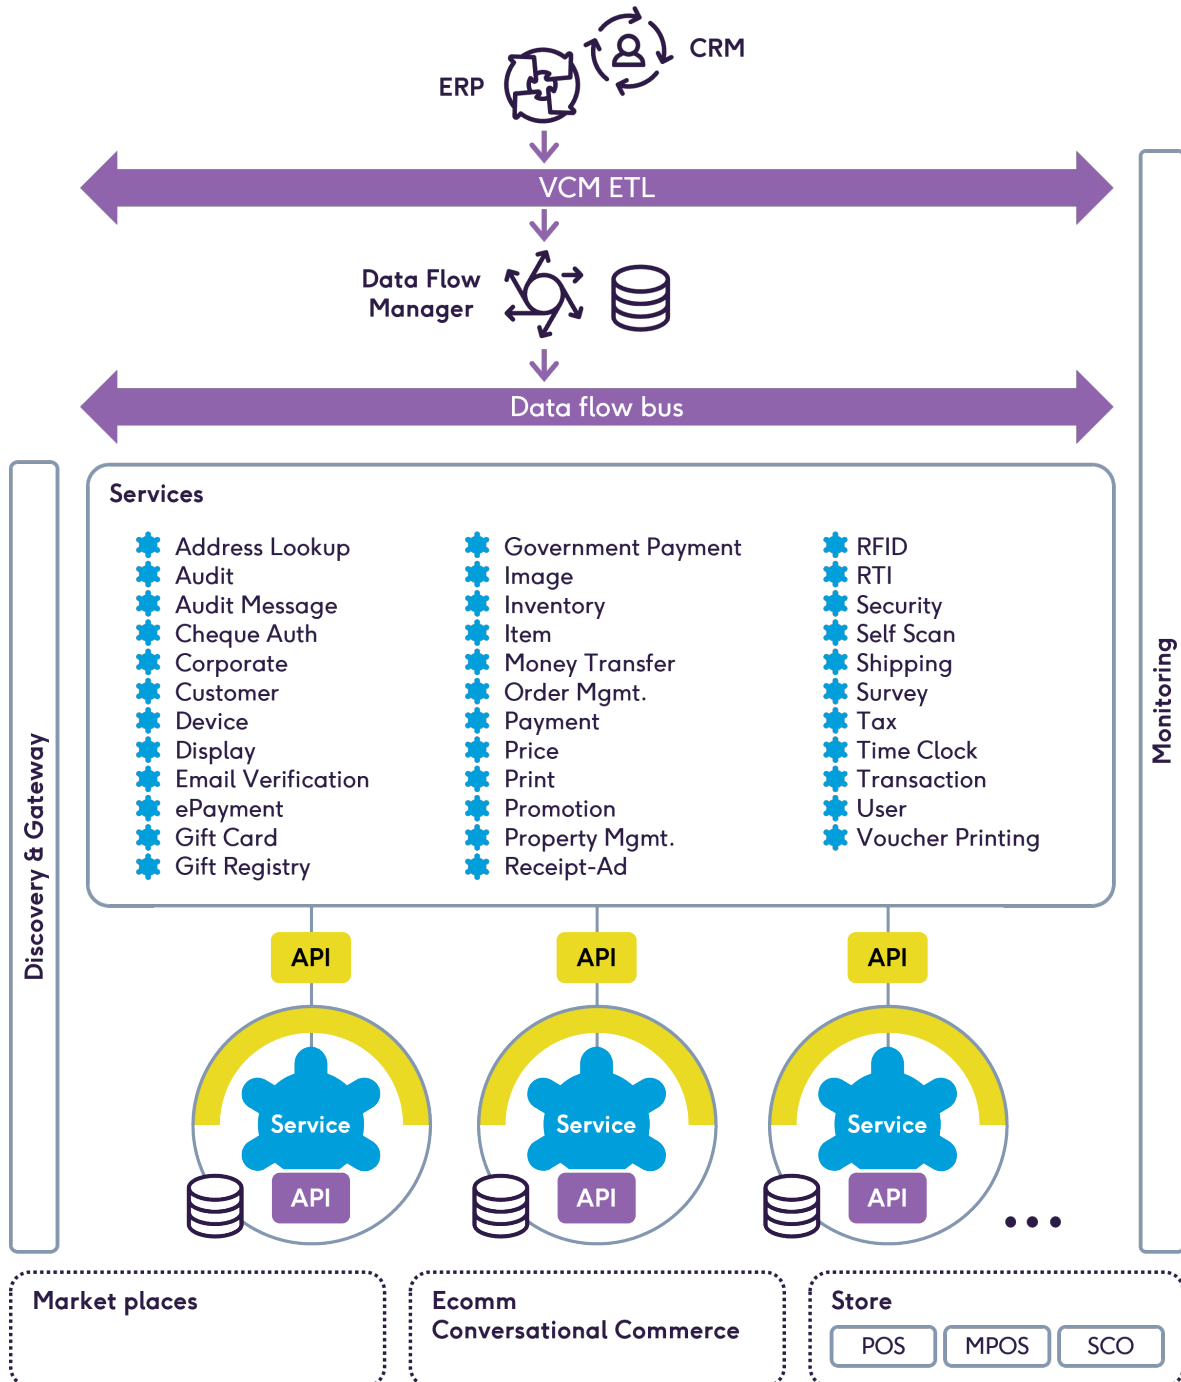 CRM
ERP
VCM ETL
Data Flow
Manager
Data flow bus
Services
Address Lookup
Audit
Audit Message
Cheque Auth
Corporate
Customer
Device
Display
Email Verification
ePayment
Gift Card
Gift Registry
Government Payment
Image
Inventory
Item
Money Transfer
Order Mgmt.
Payment
Price
Print
Promotion
Property Mgmt.
Receipt-Ad
RFID
RTI
Security
Self Scan
Shipping
Survey
Tax
Time Clock
Transaction
User
Voucher Printing
Discovery & Gateway
Monitoring
API
API
API
Service
Service
Service
API
API
API
Market places
Ecomm
Conversational Commerce
Store
POS
MPOS
SCO